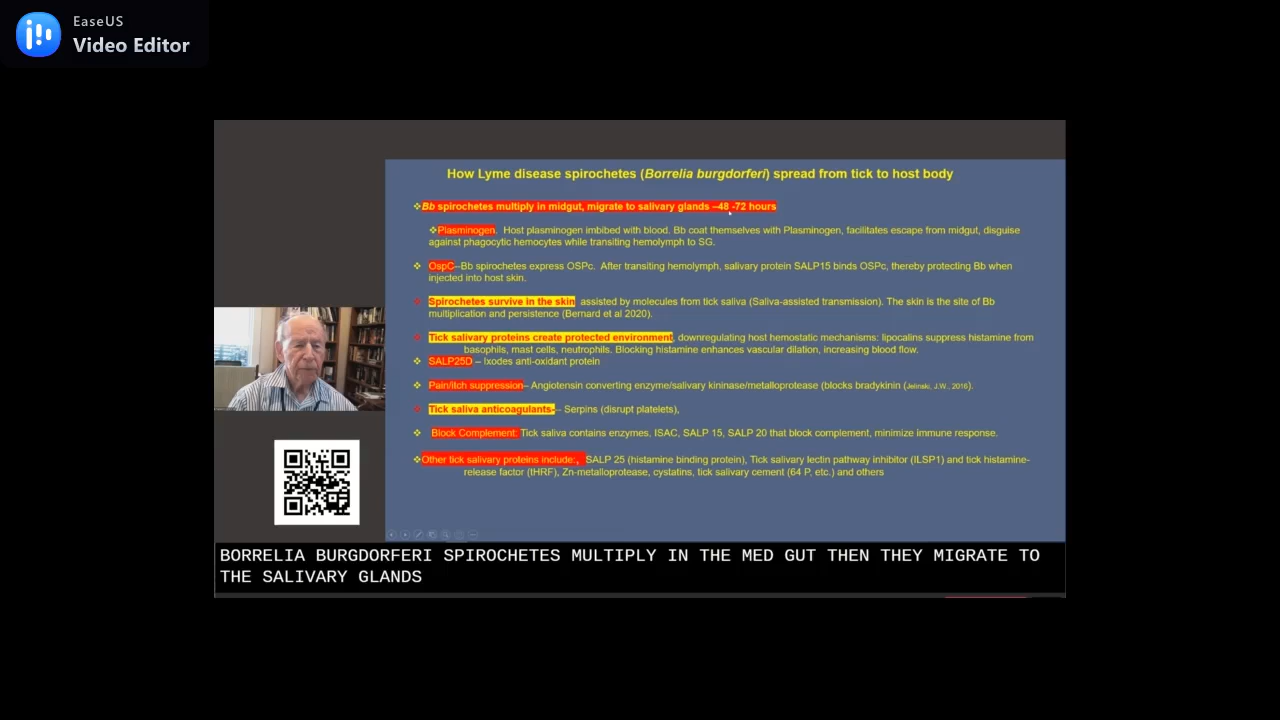 EaseUS
Video Editor
How Lyme disease spirochetes (Borrelia burgdorferi) spread from tick to host body
❖Bb spirochetes multiply in midgut, migrate to salivary glands –48 -72 hours
❖Plasminogen. Host plasminogen imbibed with blood. Bb coat themselves with Plasminogen, facilitates escape from midgut, disguise
against phagocytic hemocytes while transiting hemolymph to SG.
❖ OspC–Bb spirochetes express OSPc. After transiting hemolymph, salivary protein SALP15 binds OSPc, thereby protecting Bb when
injected into host skin.
❖ Spirochetes survive in the skin assisted by molecules from tick saliva (Saliva-assisted transmission). The skin is the site of Bb
multiplication and persistence (Bernard et al 2020).
❖ Tick salivary proteins create protected environment, downregulating host hemostatic mechanisms: lipocalins suppress histamine from
basophils, mast cells, neutrophils. Blocking histamine enhances vascular dilation, increasing blood flow.
❖ SALP25D – Ixodes anti-oxidant protein
❖ Pain/Itch suppression– Angiotensin converting enzyme/salivary kininase/metalloprotease (blocks bradykinin (Jelinski, J.W., 2016).
❖ Tick saliva anticoagulants-– Serpins (disrupt platelets),
❖ Block Complement: Tick saliva contains enzymes, ISAC, SALP 15, SALP 20 that block complement, minimize immune response.
❖Other tick salivary proteins include:, SALP 25 (histamine binding protein), Tick salivary lectin pathway inhibitor (ILSP1) and tick histamine-
release factor (tHRF), Zn-metalloprotease, cystatins, tick salivary cement (64 P, etc.) and others
BORRELIA BURGDORFERI SPIROCHETES MULTIPLY IN THE MED GUT THEN THEY MIGRATE TO
THE SALIVARY GLANDS